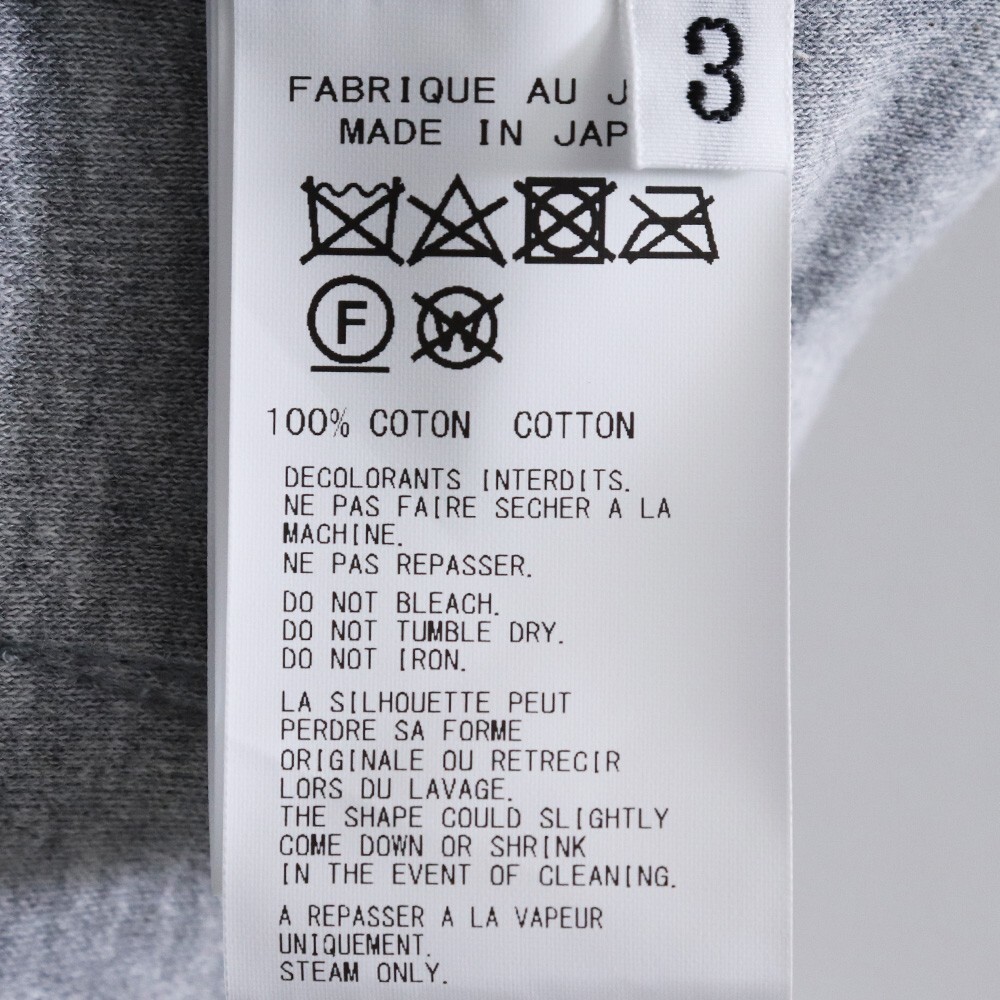 3
FABRIQUE AU J
MADE IN JAP
F
W
100% COTON COTTON
DECOLORANTS INTERDITS.
NE PAS FAIRE SECHER A LA
MACHINE.
NE PAS REPASSER.
DO NOT BLEACH.
DO NOT TUMBLE DRY.
DO NOT IRON.
LA SILHOUETTE PEUT
PERDRE SA FORME
ORIGINALE OU RETRECIR
LORS DU LAVAGE.
THE SHAPE COULD SLIGHTLY
COME DOWN OR SHRINK
IN THE EVENT OF CLEANING.
A REPASSER A LA VAPEUR
UNIQUEMENT.
STEAM ONLY.